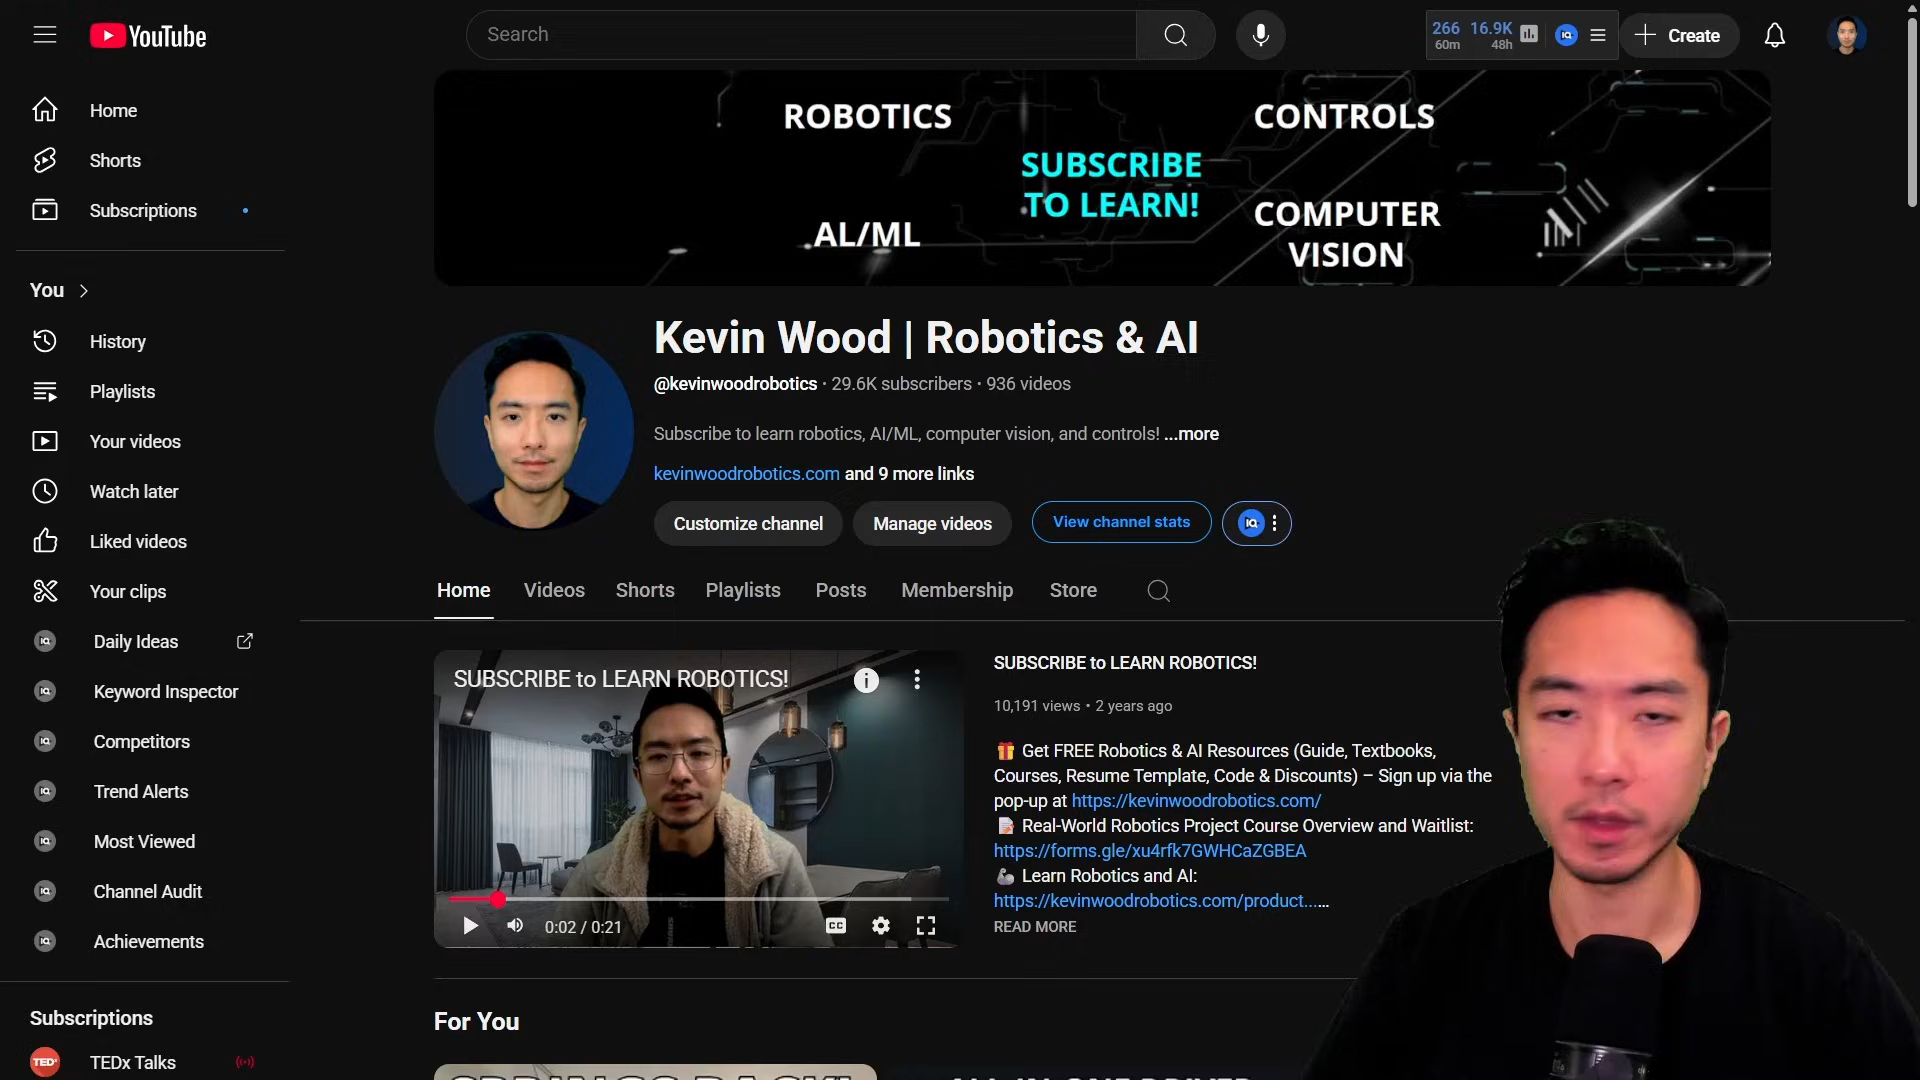 YouTube
Search
266 16.9K
60m 48h
Create
Home
Shorts
Subscriptions
You
History
Playlists
Your videos
Watch later
Liked videos
Your clips
Daily Ideas
Keyword Inspector
Competitors
Trend Alerts
Most Viewed
Channel Audit
Achievements
Subscriptions
TED
TEDx Talks
ROBOTICS
CONTROLS
SUBSCRIBE
TO LEARN!
AL/ML
COMPUTER
VISION
Kevin Wood | Robotics & AI
@kevinwoodrobotics · 29.6K subscribers · 936 videos
Subscribe to learn robotics, AI/ML, computer vision, and controls! ...more
kevinwoodrobotics.com and 9 more links
Customize channel
Manage videos
View channel stats
Home
Videos
Shorts
Playlists
Posts
Membership
Store
SUBSCRIBE to LEARN ROBOTICS!
0:02 / 0:21
CC
SUBSCRIBE to LEARN ROBOTICS!
10,191 views • 2 years ago
🎁 Get FREE Robotics & AI Resources (Guide, Textbooks,
Courses, Resume Template, Code & Discounts) – Sign up via the
pop-up at https://kevinwoodrobotics.com/
📝 Real-World Robotics Project Course Overview and Waitlist:
https://forms.gle/xu4rfk7GWHCaZGBEA
🦾 Learn Robotics and AI:
https://kevinwoodrobotics.com/product......
READ MORE
For You